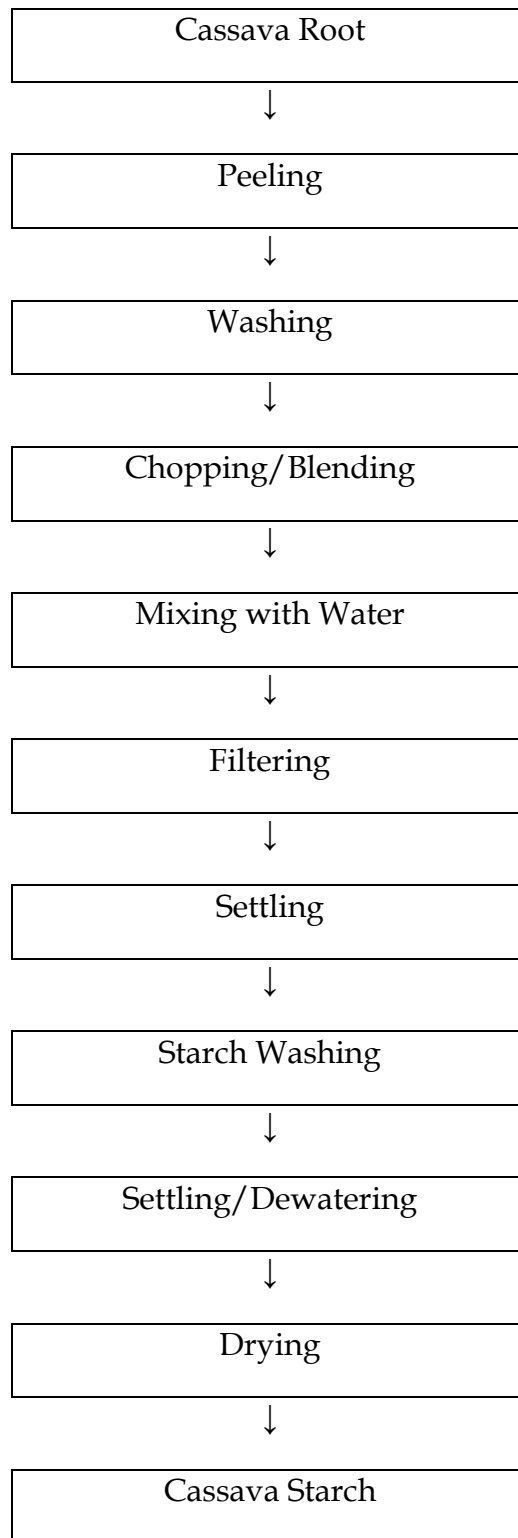 Cassava Root
↓
Peeling
↓
Washing
↓
Chopping/Blending
↓
Mixing with Water
↓
Filtering
↓
Settling
↓
Starch Washing
↓
Settling/Dewatering
↓
Drying
↓
Cassava Starch